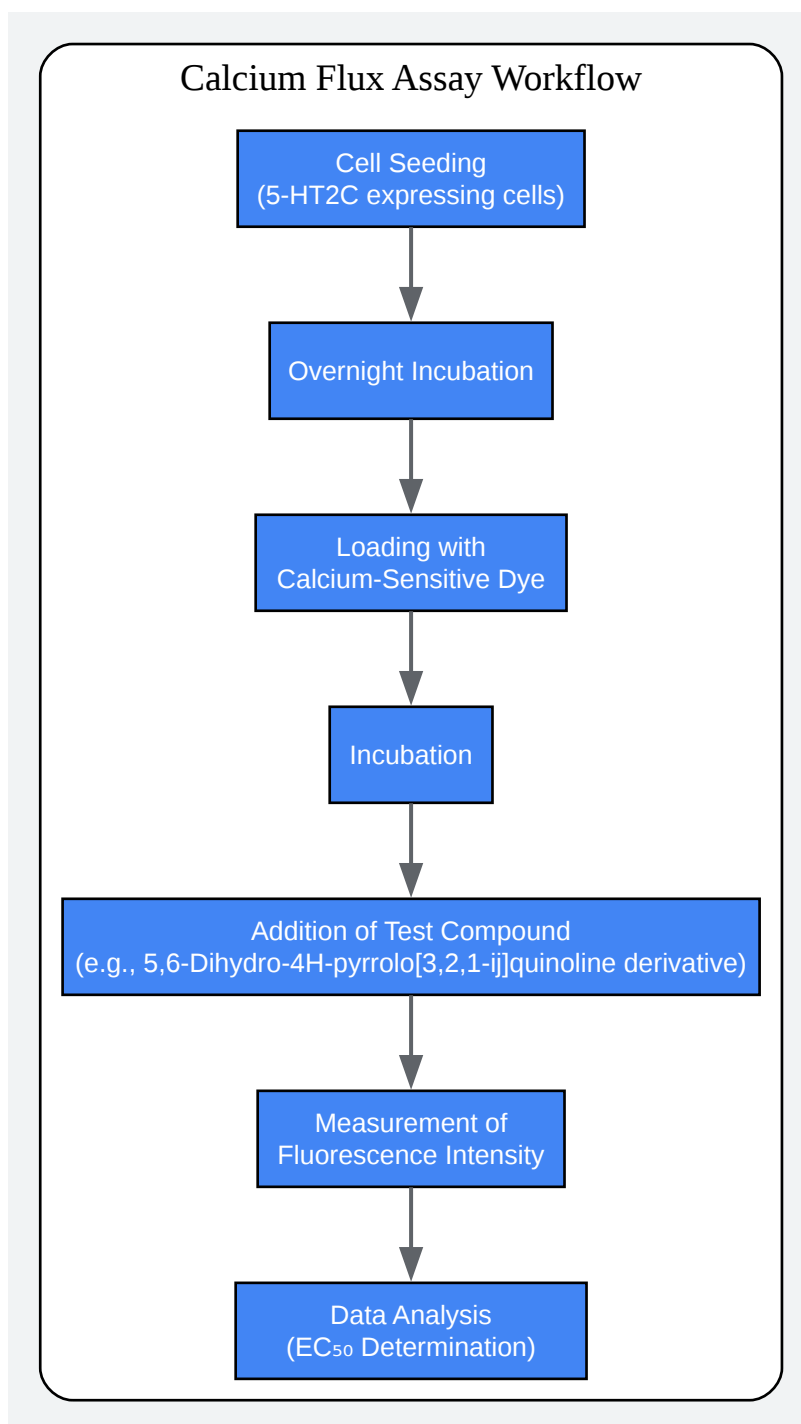 Calcium Flux Assay Workflow
Cell Seeding
(5-HT2C expressing cells)
Overnight Incubation
Loading with
Calcium-Sensitive Dye
Incubation
Addition of Test Compound
(e.g., 5,6-Dihydro-4H-pyrrolo[3,2,1-ij]quinoline derivative)
Measurement of
Fluorescence Intensity
Data Analysis
(EC₅₀ Determination)